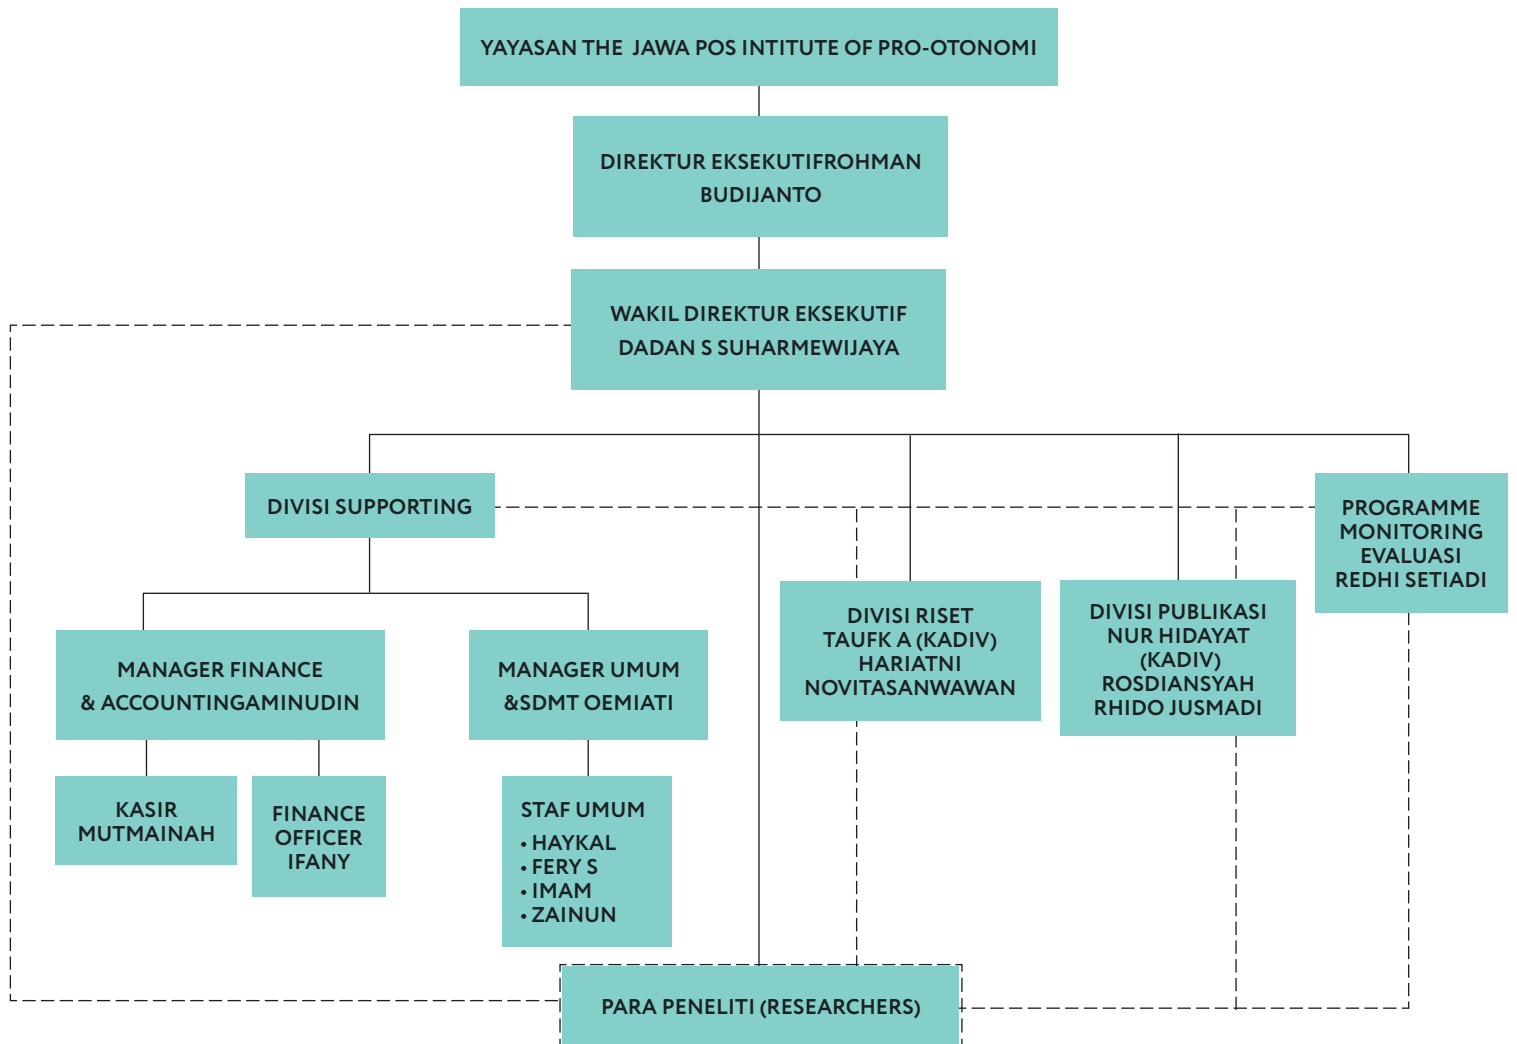 YAYASAN THE JAWA POS INTITUTE OF PRO-OTONOMI
DIREKTUR EKSEKUTIFROHMAN
BUDIJANTO
WAKIL DIREKTUR EKSEKUTIF
DADAN S SUHARMEWIJAYA
DIVISI SUPPORTING
PROGRAMME
MONITORING
EVALUASI
REDHI SETIADI
DIVISI RISET
TAUFK A (KADIV)
HARIATNI
NOVITASANWAWAN
DIVISI PUBLIKASI
NUR HIDAYAT
(KADIV)
ROSDIANSYAH
RHIDO JUSMADI
MANAGER FINANCE
& ACCOUNTINGAMINUDIN
MANAGER UMUM
&SDMT OEMIATI
KASIR
MUTMAINAH
FINANCE
OFFICER
IFANY
STAF UMUM
• HAYKAL
• FERY S
• IMAM
• ZAINUN
PARA PENELITI (RESEARCHERS)